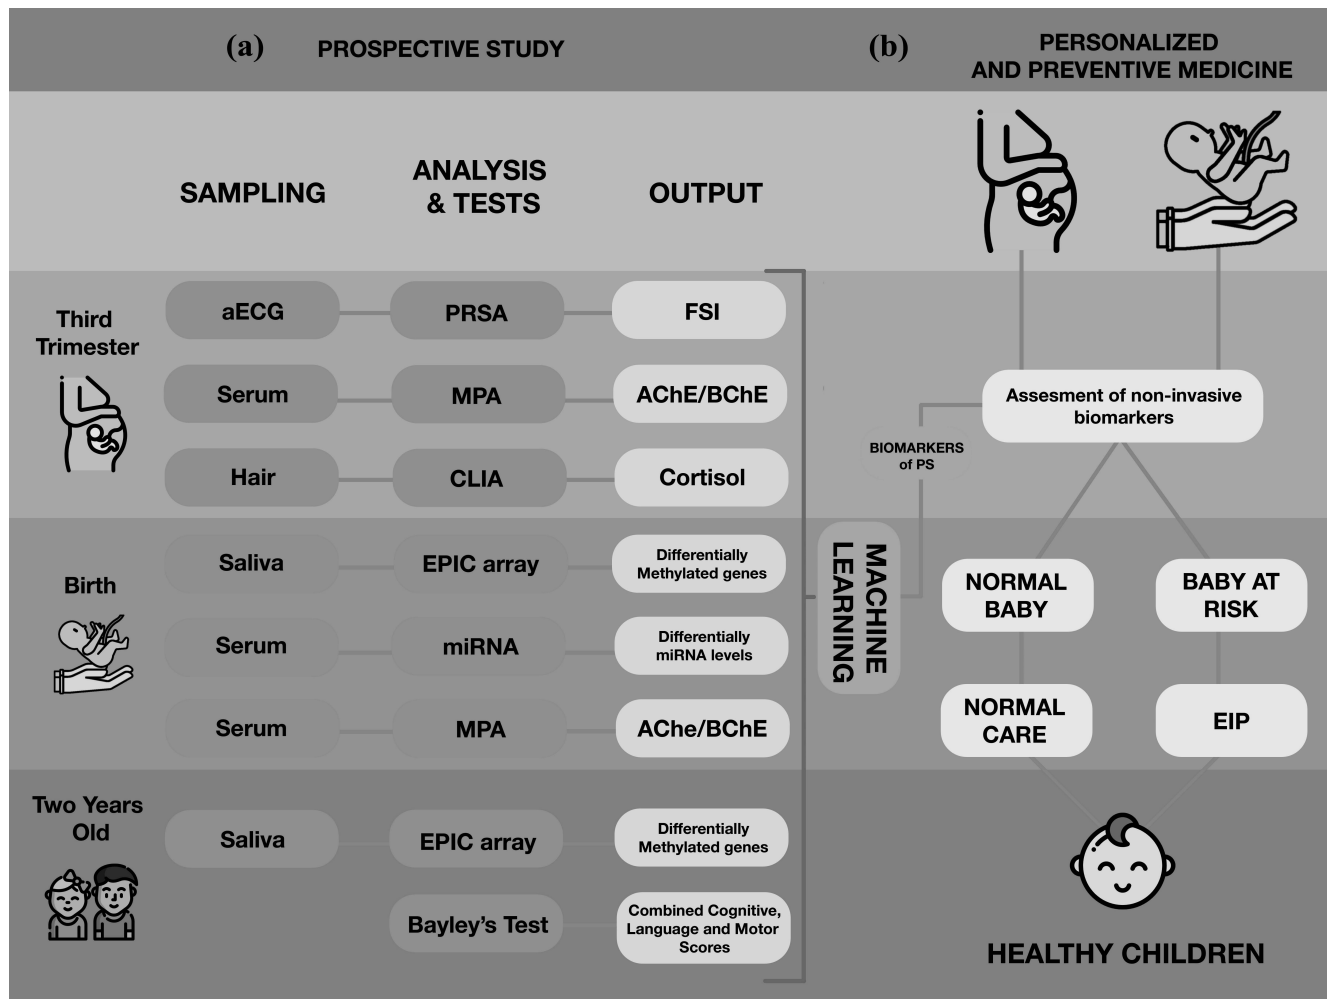 (a) PROSPECTIVE STUDY
(b) PERSONALIZED
AND PREVENTIVE MEDICINE
SAMPLING
ANALYSIS
& TESTS
OUTPUT
Third
Trimester
aECG
PRSA
FSI
Serum
MPA
AChE/BChE
Hair
CLIA
Cortisol
Birth
Saliva
EPIC array
Differentially
Methylated genes
Serum
miRNA
Differentially
miRNA levels
Serum
MPA
AChe/BChE
Two Years
Old
Saliva
EPIC array
Differentially
Methylated genes
Bayley's Test
Combined Cognitive,
Language and Motor
Scores
MACHINE
LEARNING
BIOMARKERS
of PS
Assesment of non-invasive
biomarkers
NORMAL
BABY
BABY AT
RISK
NORMAL
CARE
EIP
HEALTHY CHILDREN